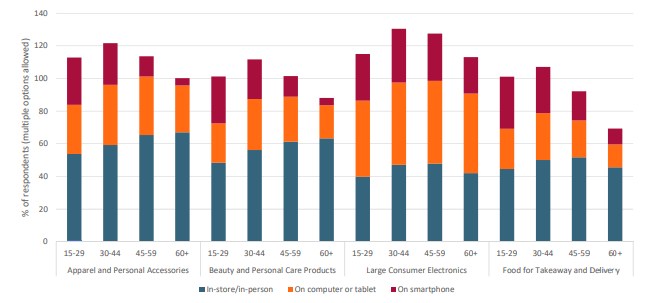 % of respondents (multiple options allowed)
140
120
100
80
60
40
20
0
15-29 30-44 45-59 60+ 15-29 30-44 45-59 60+ 15-29 30-44 45-59 60+ 15-29 30-44 45-59 60+
Apparel and Personal Accessories Beauty and Personal Care Products Large Consumer Electronics Food for Takeaway and Delivery
In-store/in-person On computer or tablet On smartphone